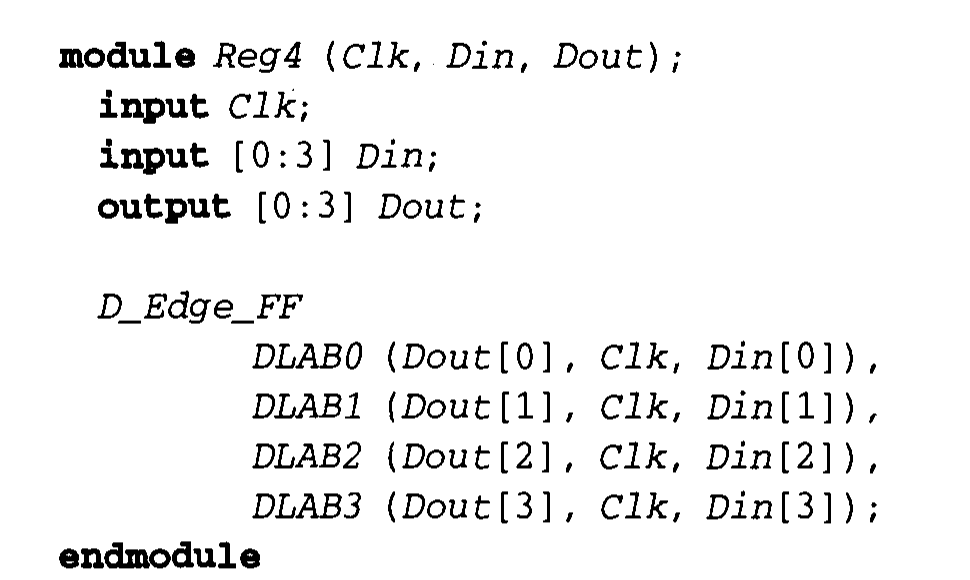 module Reg4 (Clk, Din, Dout);
input Clk;
input [0:3] Din;
output [0:3] Dout;
D_Edge_FF
DLAB0 (Dout[0], Clk, Din[0]),
DLAB1 (Dout[1], Clk, Din[1]),
DLAB2 (Dout[2], Clk, Din[2]),
DLAB3 (Dout[3], Clk, Din[3]);
endmodule